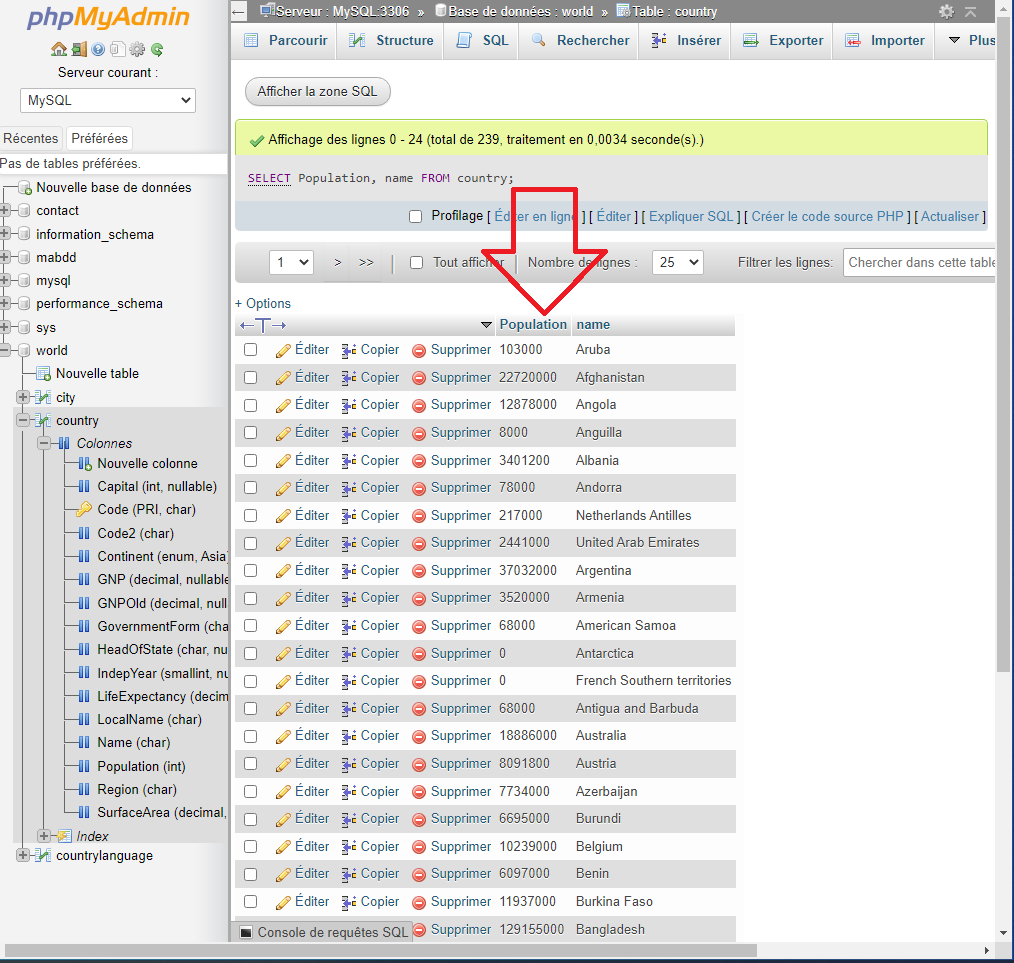 phpMyAdmin
Serveur courant :
MySQL
Récentes Préférées
Pas de tables préférées.
Nouvelle base de données
contact
information_schema
mabdd
mysql
performance_schema
sys
world
Nouvelle table
city
country
Colonnes
Nouvelle colonne
Capital (int, nullable)
Code (PRI, char)
Code2 (char)
Continent (enum, Asia
GNP (decimal, nullable
GNPOld (decimal, null
GovernmentForm (cha
HeadOfState (char, nu
IndepYear (smallint, nu
LifeExpectancy (decim
LocalName (char)
Name (char)
Population (int)
Region (char)
SurfaceArea (decimal,
Index
countrylanguage
Serveur : MySQL:3306 » Base de données : world » Table : country
Parcourir Structure SQL Rechercher Insérer Exporter Importer Plus
Afficher la zone SQL
Affichage des lignes 0 - 24 (total de 239, traitement en 0,0034 seconde(s).)
SELECT Population, name FROM country;
Profilage [ Éditer en ligne ] [ Éditer ] [ Expliquer SQL ] [ Créer le code source PHP ] [ Actualiser ]
1 > >> | Tout afficher | Nombre de lignes : 25 Filtrer les lignes: Chercher dans cette table
+ Options
←T→ Population name
Éditer Copier Supprimer 103000 Aruba
Éditer Copier Supprimer 22720000 Afghanistan
Éditer Copier Supprimer 12878000 Angola
Éditer Copier Supprimer 8000 Anguilla
Éditer Copier Supprimer 3401200 Albania
Éditer Copier Supprimer 78000 Andorra
Éditer Copier Supprimer 217000 Netherlands Antilles
Éditer Copier Supprimer 2441000 United Arab Emirates
Éditer Copier Supprimer 37032000 Argentina
Éditer Copier Supprimer 3520000 Armenia
Éditer Copier Supprimer 68000 American Samoa
Éditer Copier Supprimer 0 Antarctica
Éditer Copier Supprimer 0 French Southern territories
Éditer Copier Supprimer 68000 Antigua and Barbuda
Éditer Copier Supprimer 18886000 Australia
Éditer Copier Supprimer 8091800 Austria
Éditer Copier Supprimer 7734000 Azerbaijan
Éditer Copier Supprimer 6695000 Burundi
Éditer Copier Supprimer 10239000 Belgium
Éditer Copier Supprimer 6097000 Benin
Éditer Copier Supprimer 11937000 Burkina Faso
Console de requêtes SQL Supprimer 129155000 Bangladesh